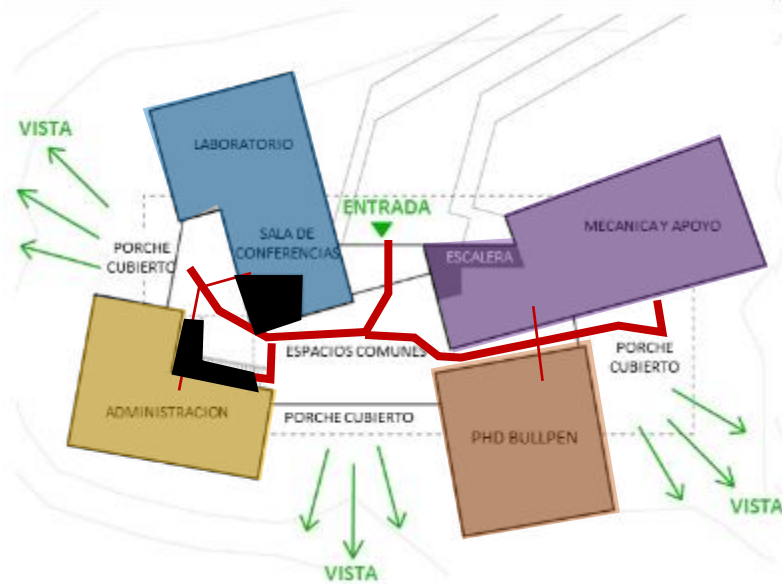 VISTA
LABORATORIO
ENTRADA
SALA DE
CONFERENCIAS
MECANICA Y APOYO
PORCHE
CUBIERTO
ESCALERA
ESPACIOS COMUNES
PORCHE
CUBIERTO
ADMINISTRACION
PORCHE CUBIERTO
PHD BULLPEN
VISTA
VISTA